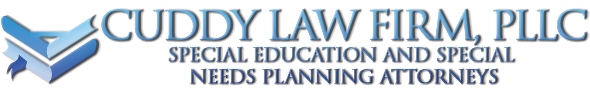 CUDDY LAW FIRM, PLLC
SPECIAL EDUCATION AND SPECIAL
NEEDS PLANNING ATTORNEYS